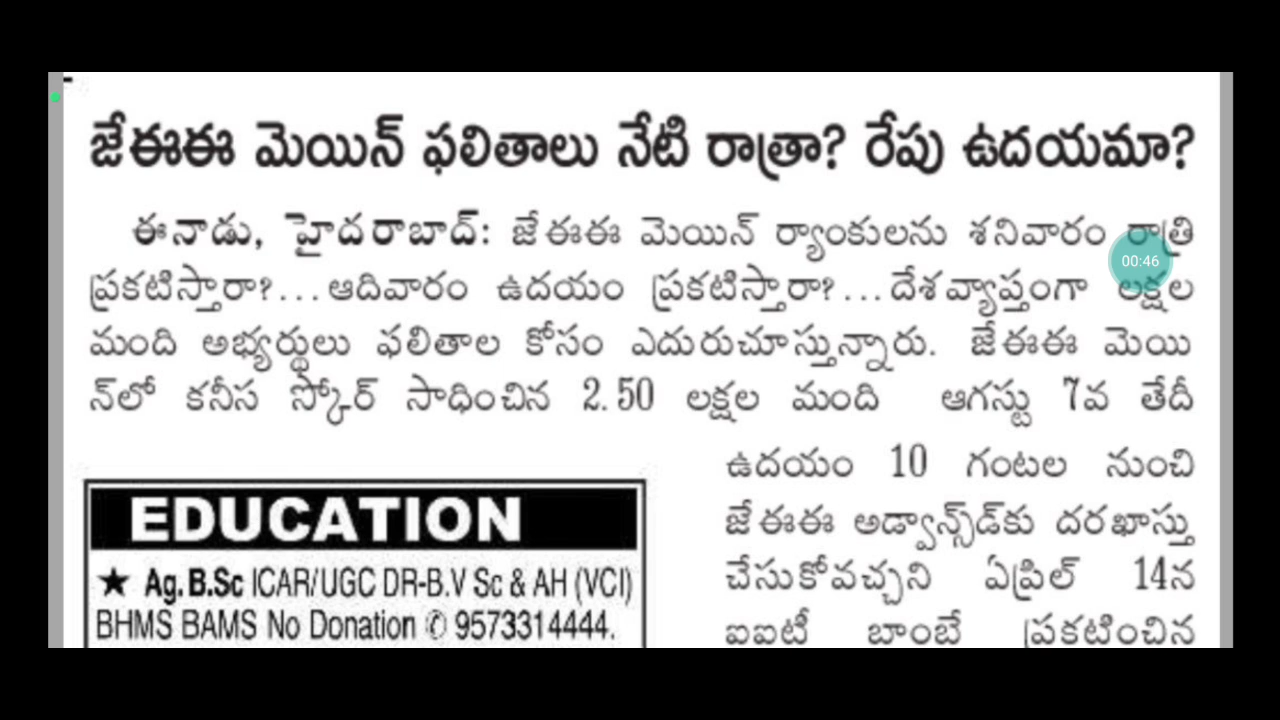 జేఈఈ మెయిన్ ఫలితాలు నేటి రాత్రా? రేపు ఉదయమా?
ఈనాడు, హైదరాబాద్: జేఈఈ మెయిన్ ర్యాంకులను శనివారం రాత్రి
00:46
ప్రకటిస్తారా?...ఆదివారం ఉదయం ప్రకటిస్తారా?...దేశవ్యాప్తంగా లక్షల
మంది అభ్యర్థులు ఫలితాల కోసం ఎదురుచూస్తున్నారు. జేఈఈ మెయి
న్‌లో కనీస స్కోర్ సాధించిన 2.50 లక్షల మంది ఆగస్టు 7వ తేదీ
ఉదయం 10 గంటల నుంచి
జేఈఈ అడ్వాన్స్‌డ్‌కు దరఖాస్తు
చేసుకోవచ్చని ఏప్రిల్ 14న
ఐఐటీ బాంబే ప్రకటించిన
EDUCATION
★ Ag.B.Sc ICAR/UGC DR-B.V Sc & AH (VCI)
BHMS BAMS No Donation ✆ 9573314444.